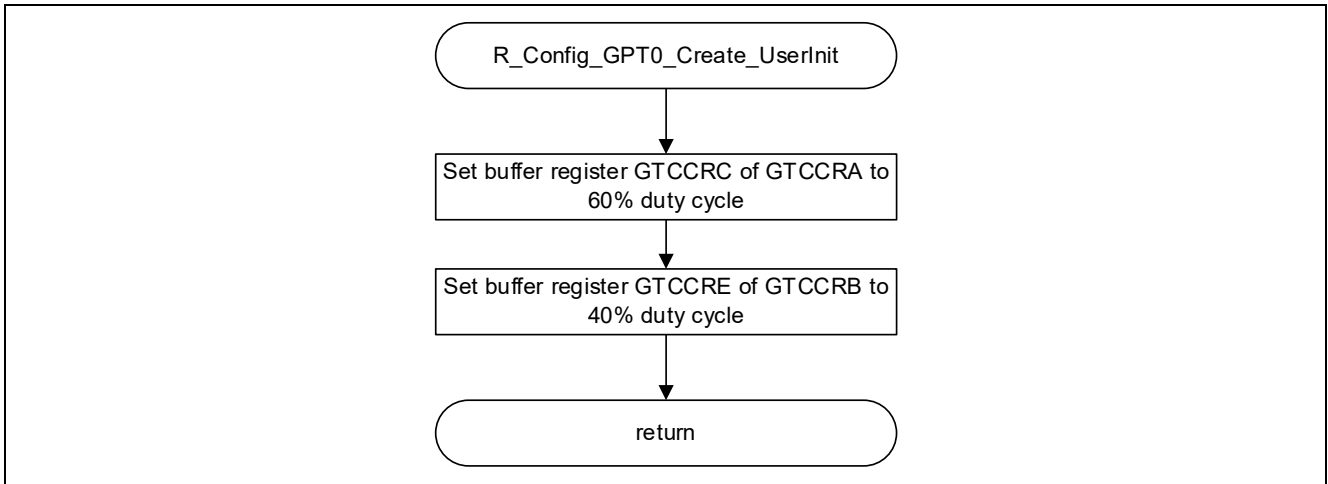 R_Config_GPT0_Create_UserInit
Set buffer register GTCCRC of GTCCRA to
60% duty cycle
Set buffer register GTCCRE of GTCCRB to
40% duty cycle
return